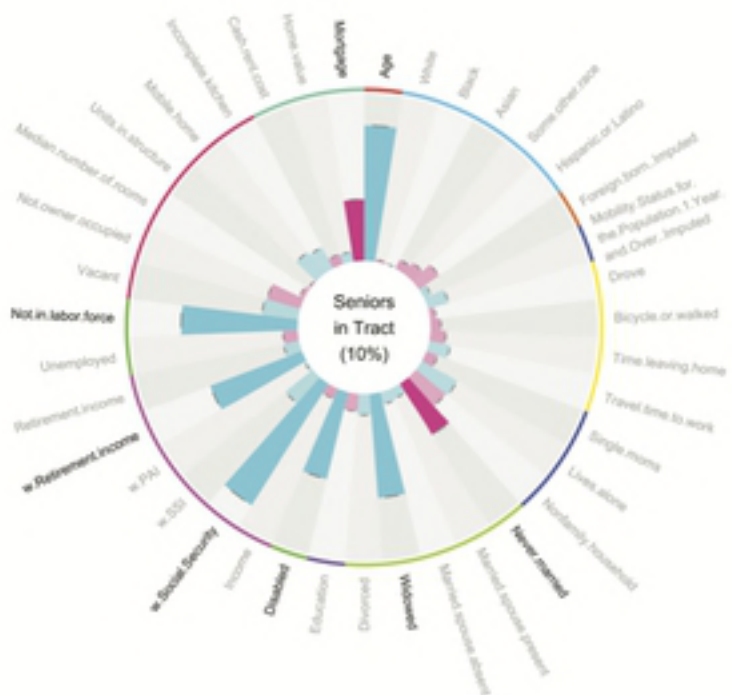 Seniors
in Tract
(10%)
Age
White
Black
Asian
Some.other.race
Hispanic.or.Latino
Foreign.born..Imputed
Mobility.Status.for.
the.Population.1.Year.
and.Over..Imputed
Drove
Bicycle.or.walked
Time.leaving.home
Travel.time.to.work
Single.moms
Lives.alone
Nonfamily.household
Never.married
Married.spouse.present
Married.spouse.absent
Widowed
Divorced
Education
Disabled
Income
w.Social.Security
w.SSI
w.PAI
w.Retirement.income
Retirement.income
Unemployed
Not.in.labor.force
Vacant
Not.owner.occupied
Median.number.of.rooms
Units.in.structure
Mobile.home
Incomplete.kitchen
Cash.rent.cost
Home.value
Mortgage